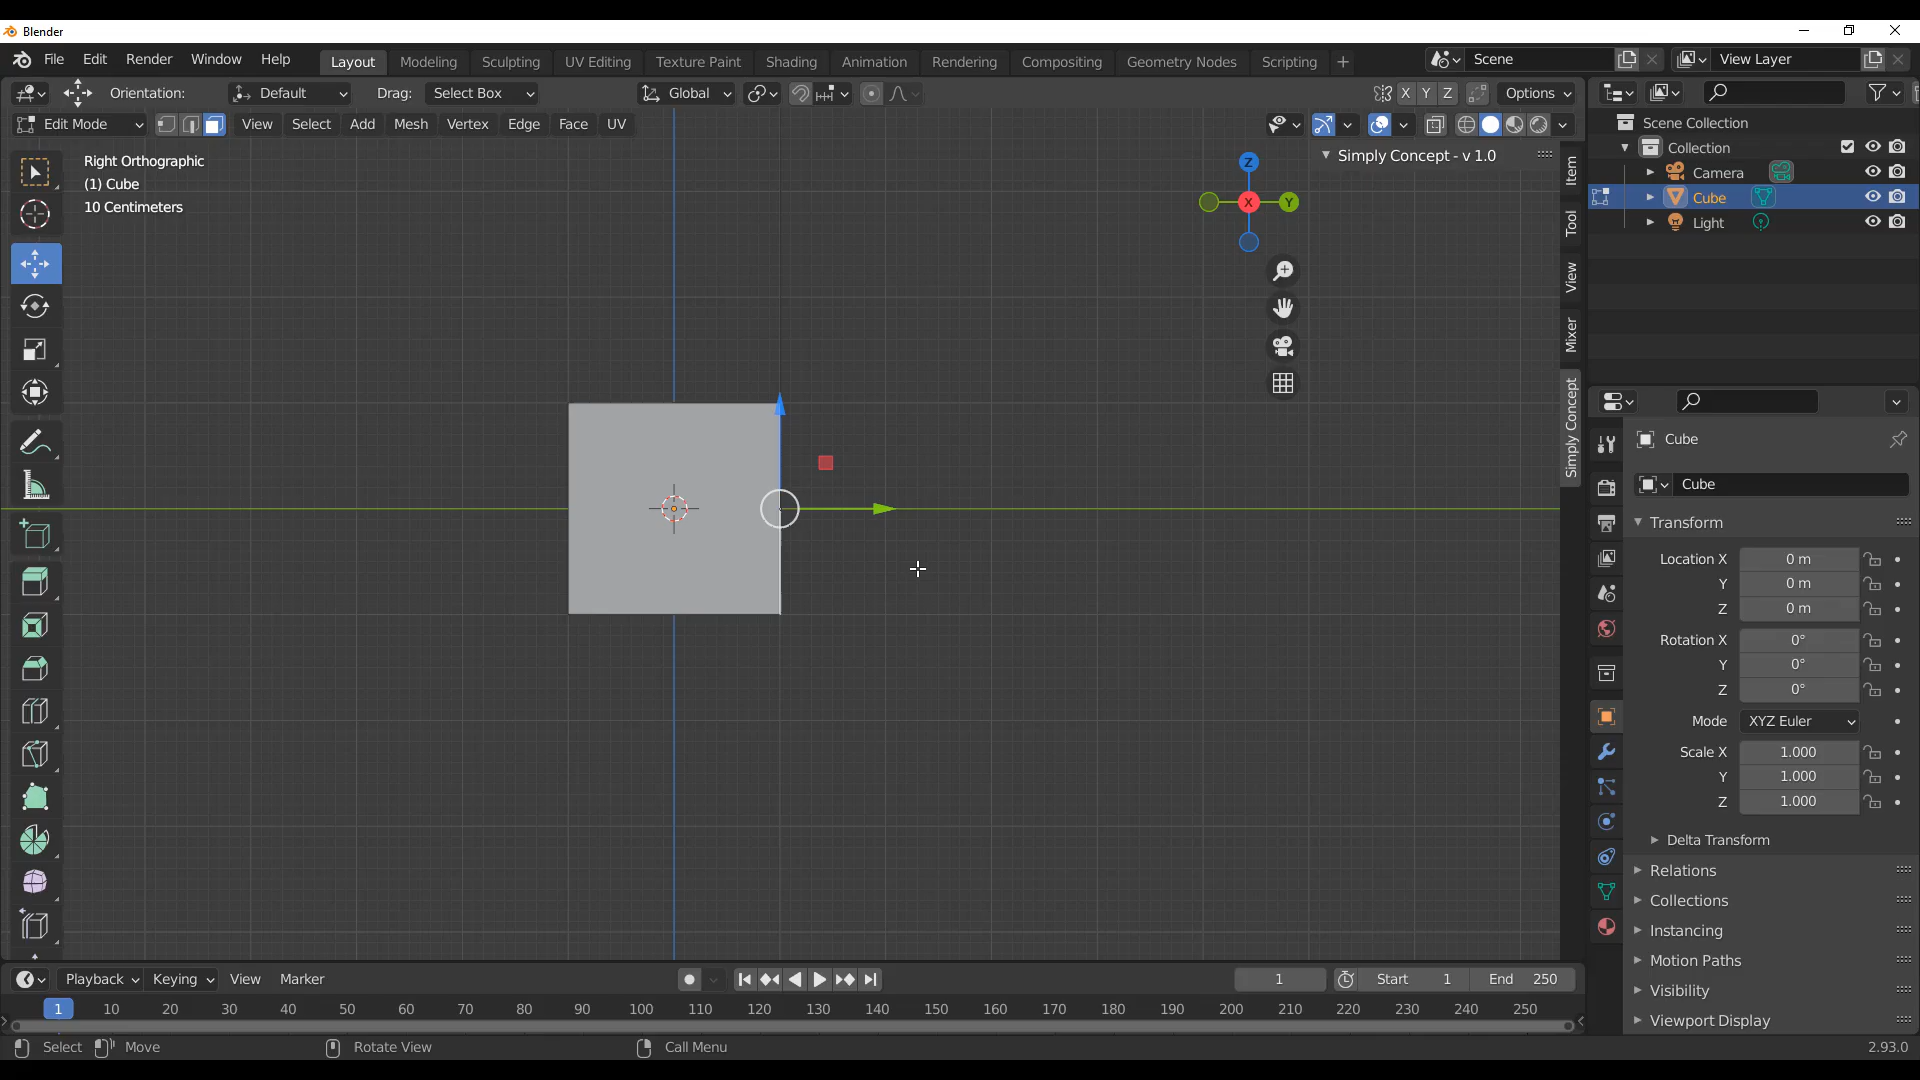 Blender
File Edit Render Window Help Layout Modeling Sculpting UV Editing Texture Paint Shading Animation Rendering Compositing Geometry Nodes Scripting + Scene View Layer
Orientation: Default Drag: Select Box Global X Y Z Options
Edit Mode View Select Add Mesh Vertex Edge Face UV
Scene Collection
Collection
Camera
Cube
Light
Right Orthographic
(1) Cube
10 Centimeters
Simply Concept - v 1.0
Z
X
Y
Item
Tool
View
Mixer
Simply Concept
Cube
Cube
Transform
Location X 0 m
Y 0 m
Z 0 m
Rotation X 0°
Y 0°
Z 0°
Mode XYZ Euler
Scale X 1.000
Y 1.000
Z 1.000
Delta Transform
Relations
Collections
Instancing
Motion Paths
Visibility
Viewport Display
Playback Keying View Marker 1 Start 1 End 250
1 10 20 30 40 50 60 70 80 90 100 110 120 130 140 150 160 170 180 190 200 210 220 230 240 250
Select Move Rotate View Call Menu 2.93.0